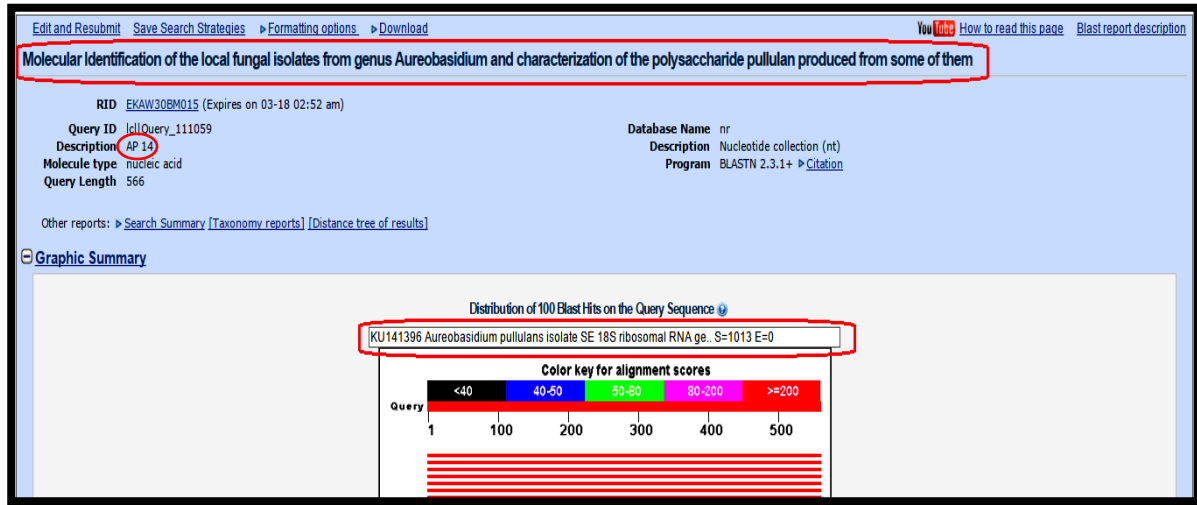 Edit and Resubmit Save Search Strategies ▶Formatting options ▶Download YouTube How to read this page Blast report description
Molecular Identification of the local fungal isolates from genus Aureobasidium and characterization of the polysaccharide pullulan produced from some of them
RID EKAW30BM015 (Expires on 03-18 02:52 am)
Query ID lcl|Query_111059
Description AP 14
Molecule type nucleic acid
Query Length 566
Database Name nr
Description Nucleotide collection (nt)
Program BLASTN 2.3.1+ ▶Citation
Other reports: ▶Search Summary [Taxonomy reports] [Distance tree of results]
Graphic Summary
Distribution of 100 Blast Hits on the Query Sequence
KU141396 Aureobasidium pullulans isolate SE 18S ribosomal RNA ge.. S=1013 E=0
Color key for alignment scores
<40 40-50 50-80 80-200 >=200
Query
1 100 200 300 400 500